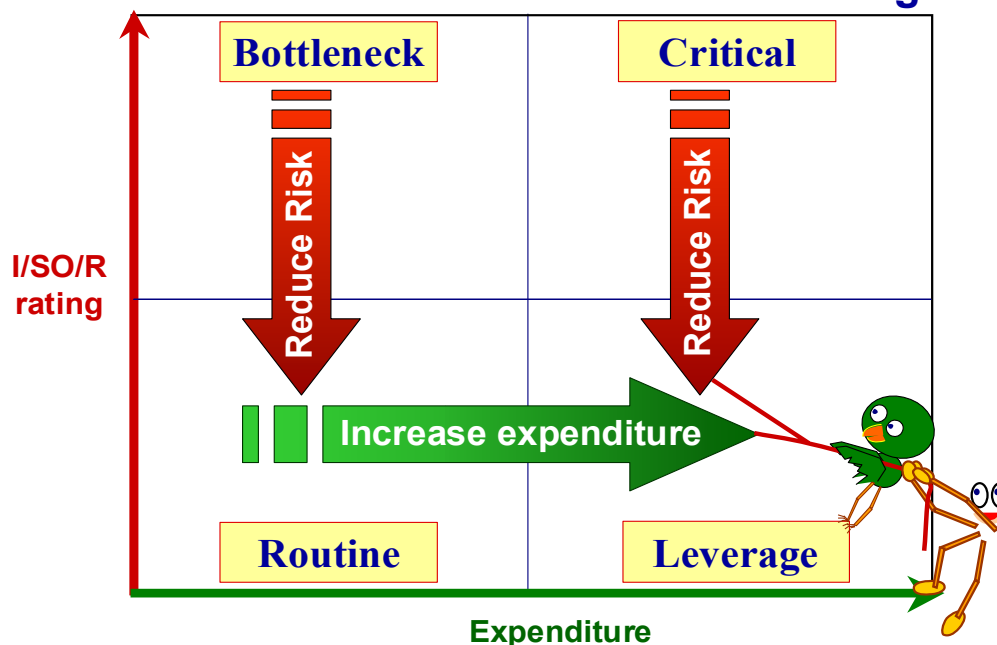 Bottleneck
Critical
Reduce Risk
Reduce Risk
I/SO/R
rating
Increase expenditure
Routine
Leverage
Expenditure